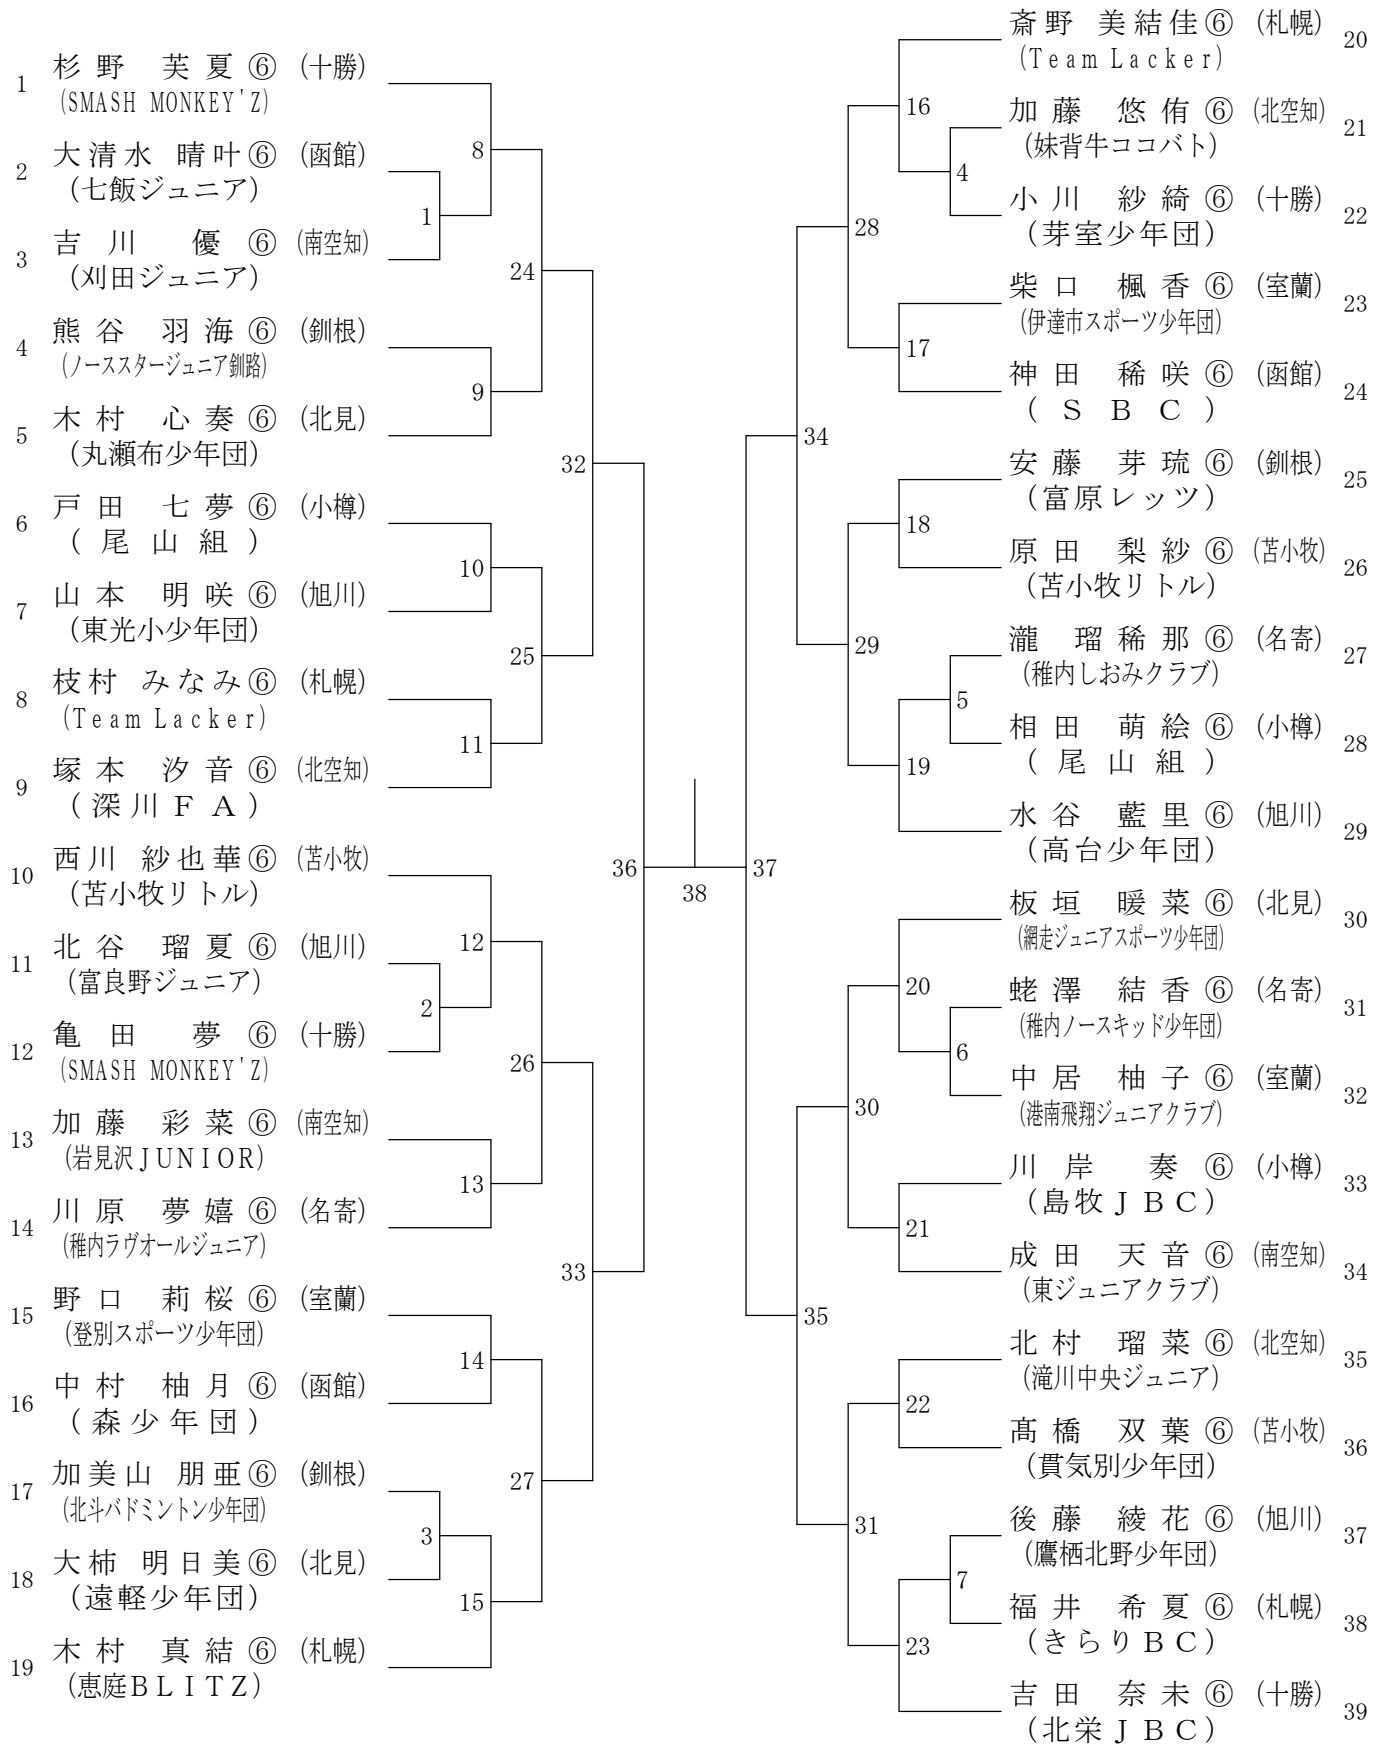 1 杉野 芙夏⑥ (十勝)
(SMASH MONKEY'Z)
2 大清水 晴叶⑥ (函館)
(七飯ジュニア)
3 吉川 優⑥ (南空知)
(刈田ジュニア)
4 熊谷 羽海⑥ (釧根)
(ノーススタージュニア釧路)
5 木村 心奏⑥ (北見)
(丸瀬布少年団)
6 戸田 七夢⑥ (小樽)
(尾山組)
7 山本 明咲⑥ (旭川)
(東光小少年団)
8 枝村 みなみ⑥ (札幌)
(Team Lacker)
9 塚本 汐音⑥ (北空知)
(深川FA)
10 西川 紗也華⑥ (苫小牧)
(苫小牧リトル)
11 北谷 瑠夏⑥ (旭川)
(富良野ジュニア)
12 亀田 夢⑥ (十勝)
(SMASH MONKEY'Z)
13 加藤 彩菜⑥ (南空知)
(岩見沢JUNIOR)
14 川原 夢嬉⑥ (名寄)
(稚内ラヴオールジュニア)
15 野口 莉桜⑥ (室蘭)
(登別スポーツ少年団)
16 中村 柚月⑥ (函館)
(森少年団)
17 加美山 朋亜⑥ (釧根)
(北斗バドミントン少年団)
18 大柿 明日美⑥ (北見)
(遠軽少年団)
19 木村 真結⑥ (札幌)
(恵庭BLITZ)
8
1
24
9
32
10
25
11
36
12
2
26
13
33
14
27
3
15
38
37
16
4
28
17
34
18
29
5
19
20
6
30
21
35
22
31
7
23
斎野 美結佳⑥ (札幌) 20
(Team Lacker)
加藤 悠侑⑥ (北空知) 21
(妹背牛ココバト)
小川 紗綺⑥ (十勝) 22
(芽室少年団)
柴口 楓香⑥ (室蘭) 23
(伊達市スポーツ少年団)
神田 稀咲⑥ (函館) 24
(SBC)
安藤 芽琉⑥ (釧根) 25
(富原レッツ)
原田 梨紗⑥ (苫小牧) 26
(苫小牧リトル)
瀧 瑠稀那⑥ (名寄) 27
(稚内しおみクラブ)
相田 萌絵⑥ (小樽) 28
(尾山組)
水谷 藍里⑥ (旭川) 29
(高台少年団)
板垣 暖菜⑥ (北見) 30
(網走ジュニアスポーツ少年団)
蛯澤 結香⑥ (名寄) 31
(稚内ノースキッド少年団)
中居 柚子⑥ (室蘭) 32
(港南飛翔ジュニアクラブ)
川岸 奏⑥ (小樽) 33
(島牧JBC)
成田 天音⑥ (南空知) 34
(東ジュニアクラブ)
北村 瑠菜⑥ (北空知) 35
(滝川中央ジュニア)
髙橋 双葉⑥ (苫小牧) 36
(貫気別少年団)
後藤 綾花⑥ (旭川) 37
(鷹栖北野少年団)
福井 希夏⑥ (札幌) 38
(きらりBC)
吉田 奈未⑥ (十勝) 39
(北栄JBC)